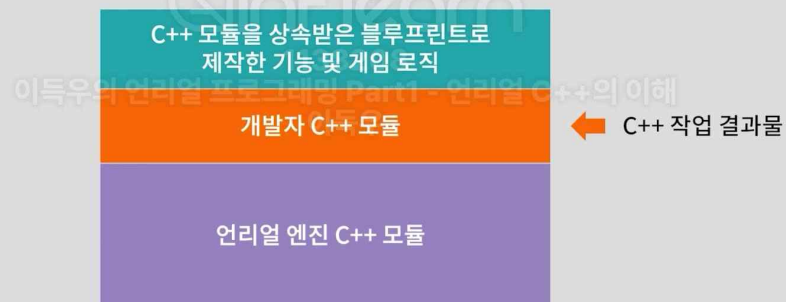 C++ 모듈을 상속받은 블루프린트로
제작한 기능 및 게임 로직
이득우의 언리얼 프로그래밍 Part1 - 언리얼 C++의 이해
개발자 C++ 모듈
C++ 작업 결과물
언리얼 엔진 C++ 모듈